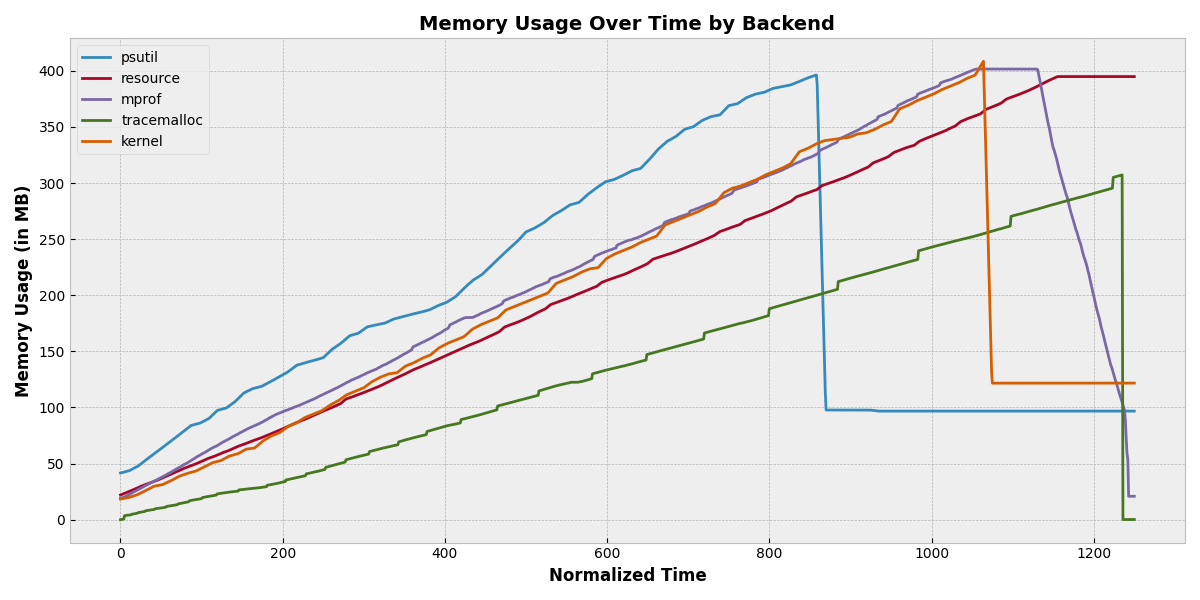 Memory Usage Over Time by Backend
psutil
resource
mprof
tracemalloc
kernel
Memory Usage (in MB)
400
350
300
250
200
150
100
50
0
0 200 400 600 800 1000 1200
Normalized Time